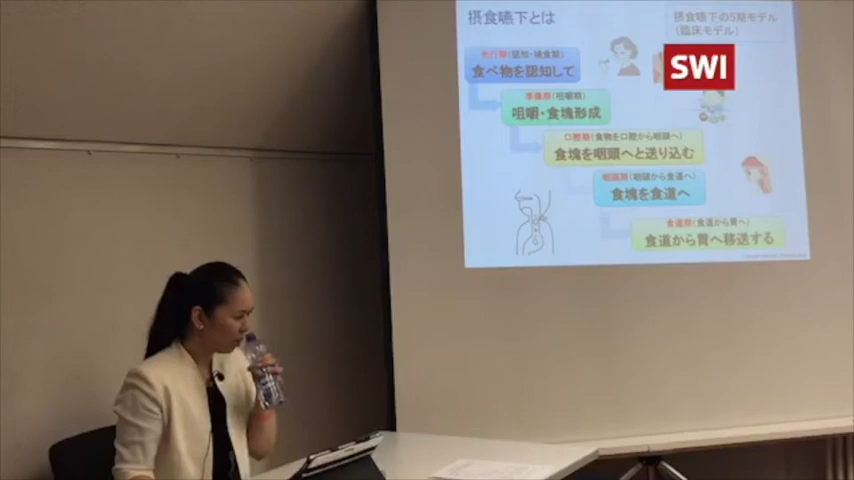 摂食嚥下とは
摂食嚥下の5期モデル
(臨床モデル)
SWI
先行期(認知・捕食期)
食べ物を認知して
準備期(咀嚼期)
咀嚼・食塊形成
口腔期(食物を口腔から咽頭へ)
食塊を咽頭へと送り込む
咽頭期(咽頭から食道へ)
食塊を食道へ
食道期(食道から胃へ)
食道から胃へ移送する